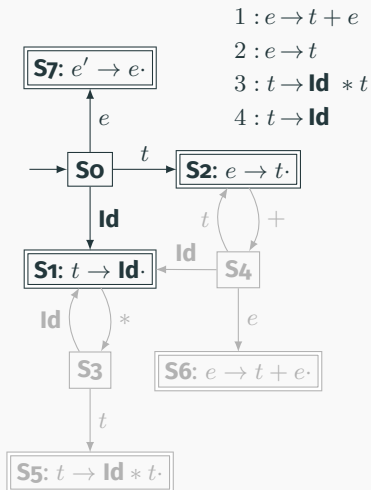 1 : e → t + e
S7: e′ → e·
2 : e → t
3 : t → Id * t
e
4 : t → Id
t
S0
S2: e → t·
Id
t
+
Id
S1: t → Id·
S4
Id
*
e
S3
S6: e → t + e·
t
S5: t → Id * t·